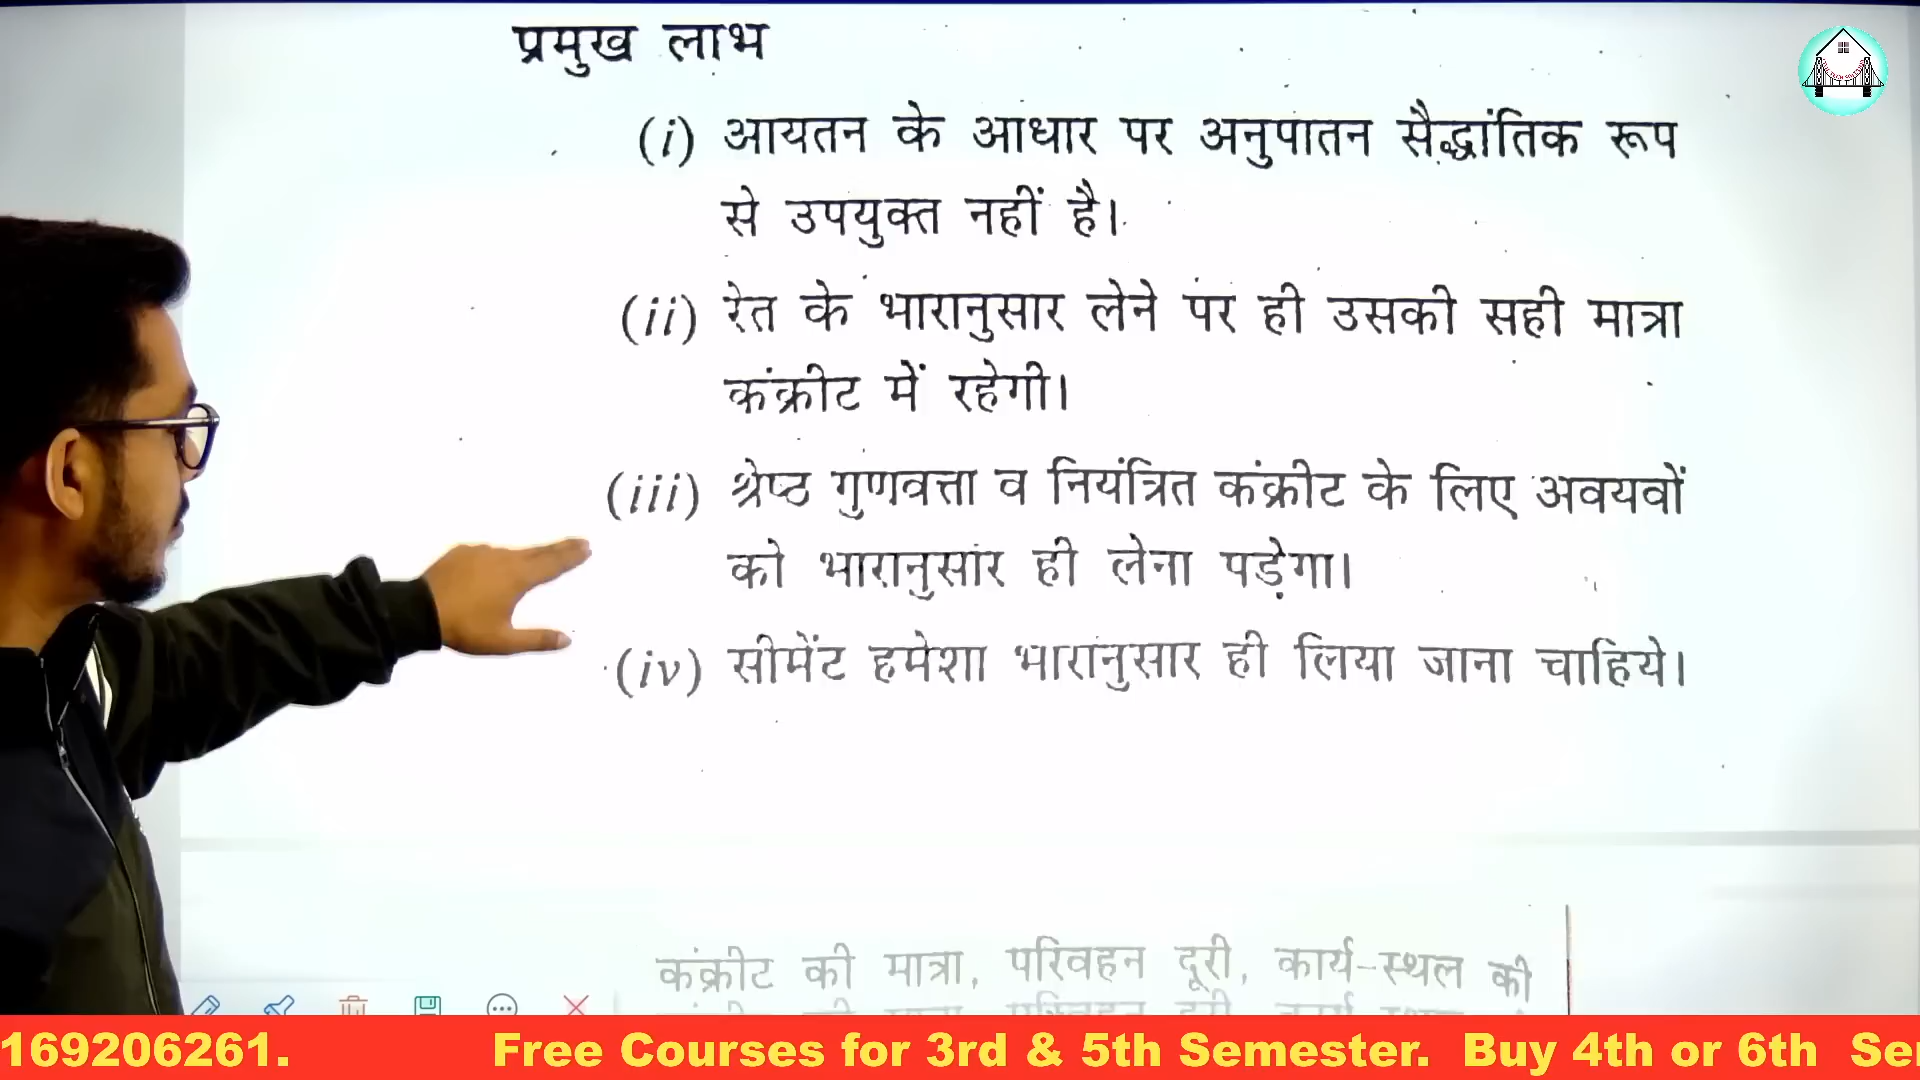 प्रमुख लाभ
(i) आयतन के आधार पर अनुपातन सैद्धांतिक रूप
से उपयुक्त नहीं है।
(ii) रेत के भारानुसार लेने पर ही उसकी सही मात्रा
कंक्रीट में रहेगी।
(iii) श्रेष्ठ गुणवत्ता व नियंत्रित कंक्रीट के लिए अवयवों
को भारानुसार ही लेना पड़ेगा।
(iv) सीमेंट हमेशा भारानुसार ही लिया जाना चाहिये।
कंक्रीट की मात्रा, परिवहन दूरी, कार्य-स्थल की
169206261. Free Courses for 3rd & 5th Semester. Buy 4th or 6th